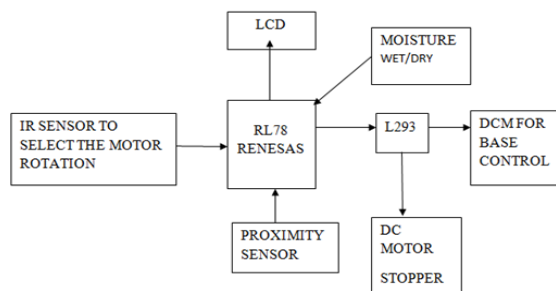 LCD
MOISTURE
WET/DRY
IR SENSOR TO
SELECT THE MOTOR
ROTATION
RL78
RENESAS
L293
DCM FOR
BASE
CONTROL
PROXIMITY
SENSOR
DC
MOTOR
STOPPER